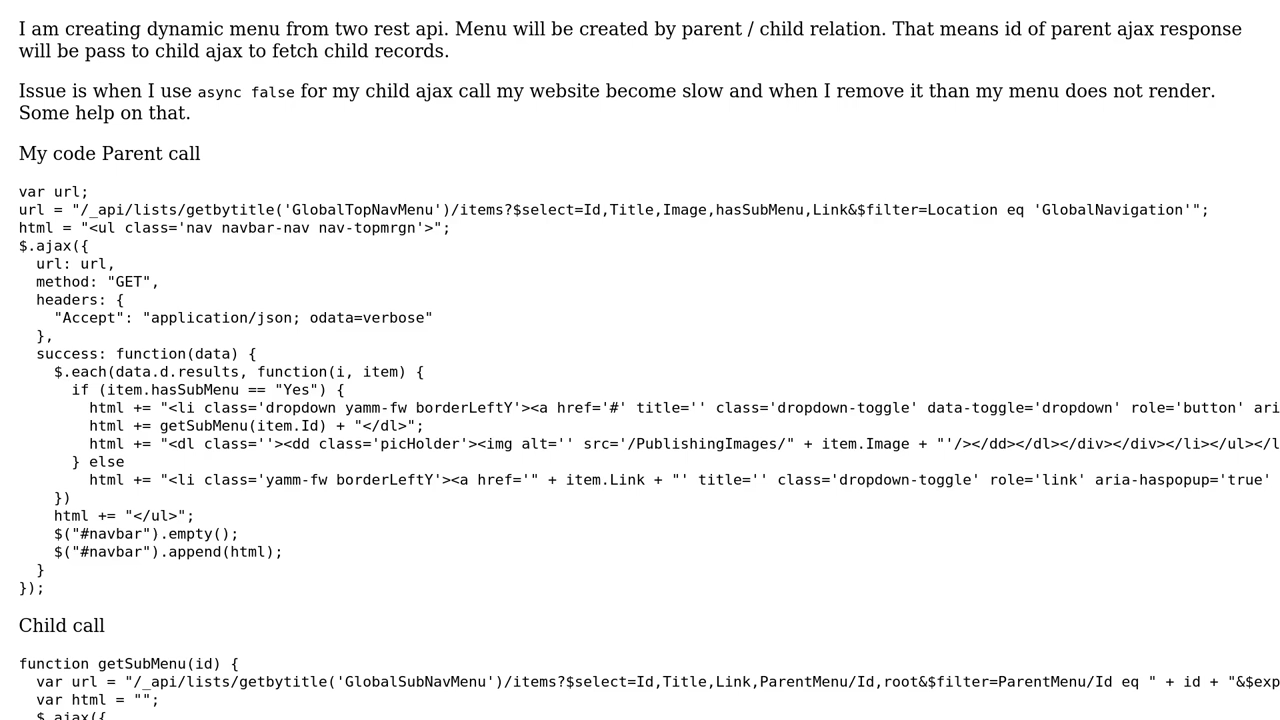 I am creating dynamic menu from two rest api. Menu will be created by parent / child relation. That means id of parent ajax response
will be pass to child ajax to fetch child records.
Issue is when I use async false for my child ajax call my website become slow and when I remove it than my menu does not render.
Some help on that.
My code Parent call
var url;
url = "/_api/lists/getbytitle('GlobalTopNavMenu')/items?$select=Id,Title,Image,hasSubMenu,Link&$filter=Location eq 'GlobalNavigation'";
html = "<ul class='nav navbar-nav nav-topmrgn'>";
$.ajax({
  url: url,
  method: "GET",
  headers: {
    "Accept": "application/json; odata=verbose"
  },
  success: function(data) {
    $.each(data.d.results, function(i, item) {
      if (item.hasSubMenu == "Yes") {
        html += "<li class='dropdown yamm-fw borderLeftY'><a href='#' title='' class='dropdown-toggle' data-toggle='dropdown' role='button' ari
        html += getSubMenu(item.Id) + "</dl>";
        html += "<dl class=''><dd class='picHolder'><img alt='' src='/PublishingImages/" + item.Image + "'/></dd></dl></div></div></li></ul></l
      } else
        html += "<li class='yamm-fw borderLeftY'><a href='" + item.Link + "' title='' class='dropdown-toggle' role='link' aria-haspopup='true'
    })
    html += "</ul>";
    $("#navbar").empty();
    $("#navbar").append(html);
  }
});
Child call
function getSubMenu(id) {
  var url = "/_api/lists/getbytitle('GlobalSubNavMenu')/items?$select=Id,Title,Link,ParentMenu/Id,root&$filter=ParentMenu/Id eq " + id + "&$exp
  var html = "";
  $.ajax({